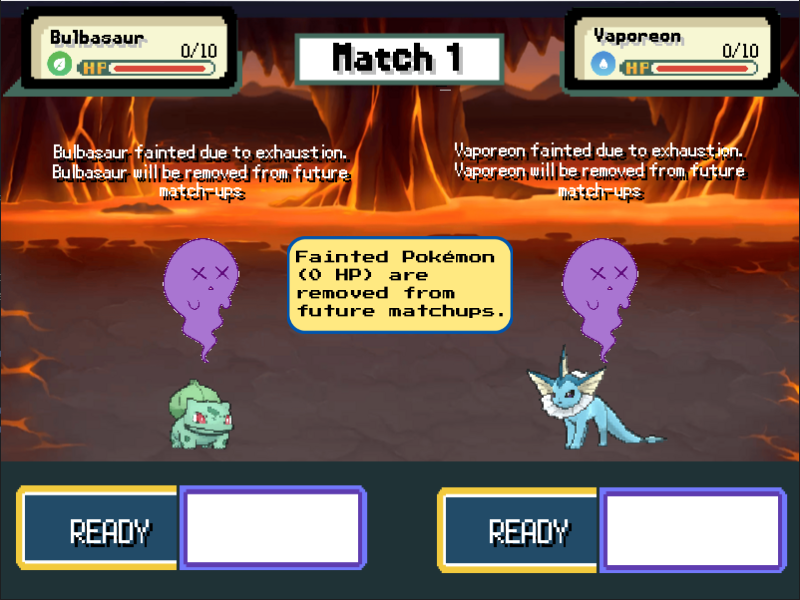 Bulbasaur
0/10
HP
Match 1
Vaporeon
0/10
HP
Bulbasaur fainted due to exhaustion.
Bulbasaur will be removed from future
match-ups
Vaporeon fainted due to exhaustion.
Vaporeon will be removed from future
match-ups
Fainted Pokémon
(0 HP) are
removed from
future matchups.
READY
READY